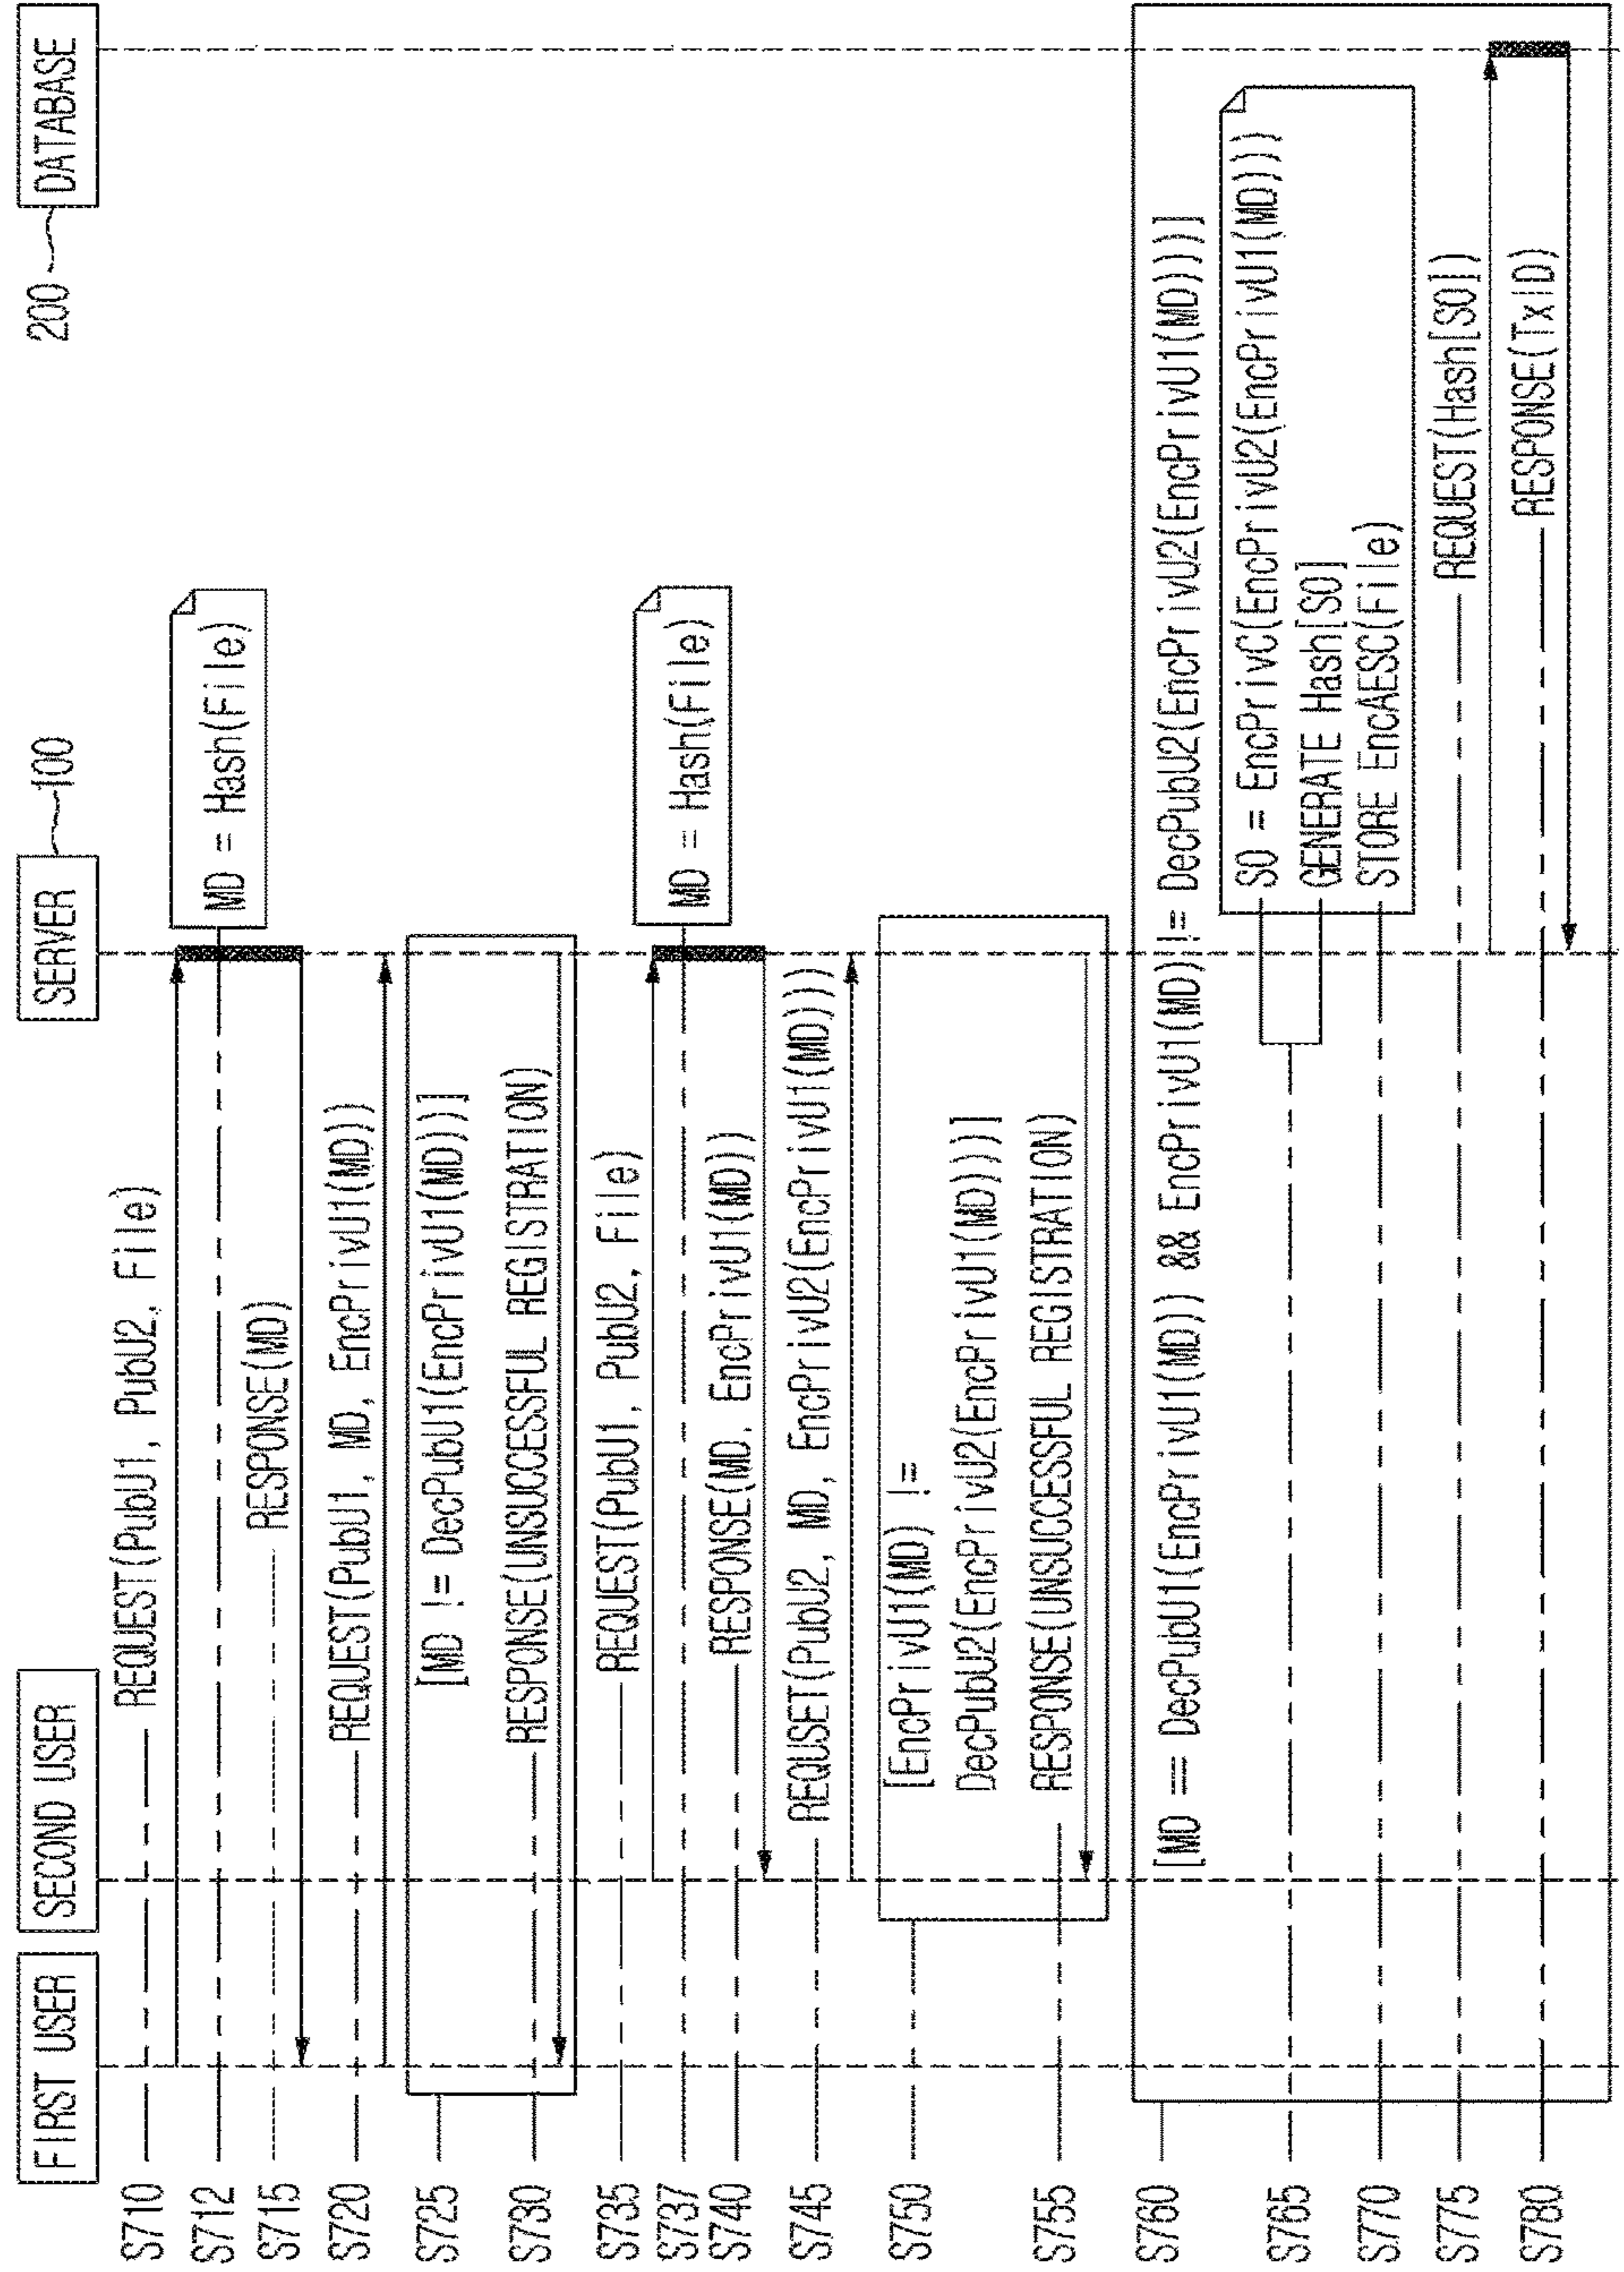 FIRST USER
SECOND USER
SERVER
100
DATABASE
200
S710
REQUEST(PubU1, PubU2, File)
S712
MD = Hash(File)
S715
RESPONSE(MD)
S720
REQUEST(PubU1, MD, EncPrivU1(MD))
S725
[MD != DecPubU1(EncPrivU1(MD))]
S730
RESPONSE(UNSUCCESSFUL REGISTRATION)
S735
REQUEST(PubU1, PubU2, File)
S737
MD = Hash(File)
S740
RESPONSE(MD, EncPrivU1(MD))
S745
REQUSET(PubU2, MD, EncPrivU2(EncPrivU1(MD)))
S750
[EncPrivU1(MD) !=
DecPubU2(EncPrivU2(EncPrivU1(MD)))]
S755
RESPONSE(UNSUCCESSFUL REGISTRATION)
S760
[MD == DecPubU1(EncPrivU1(MD)) && EncPrivU1(MD)!= DecPubU2(EncPrivU2(EncPrivU1(MD)))]
S765
SO = EncPrivC(EncPrivU2(EncPrivU1(MD)))
GENERATE Hash[SO]
S770
STORE EncAESC(File)
S775
REQUEST(Hash[SO])
S780
RESPONSE(TxID)